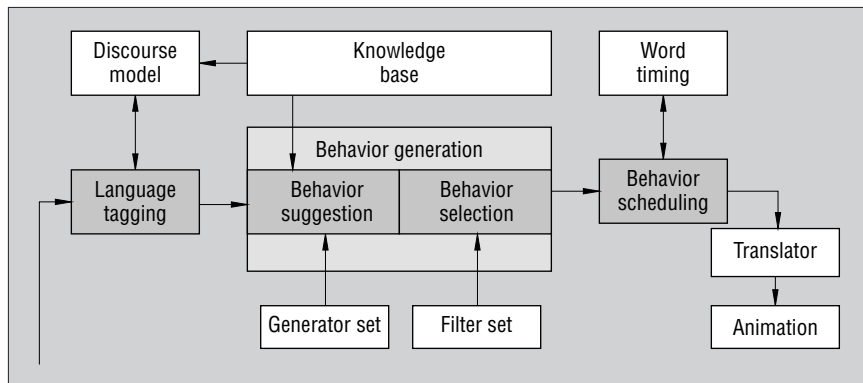 Discourse
model
Knowledge
base
Word
timing
Behavior generation
Language
tagging
Behavior
suggestion
Behavior
selection
Behavior
scheduling
Translator
Generator set
Filter set
Animation